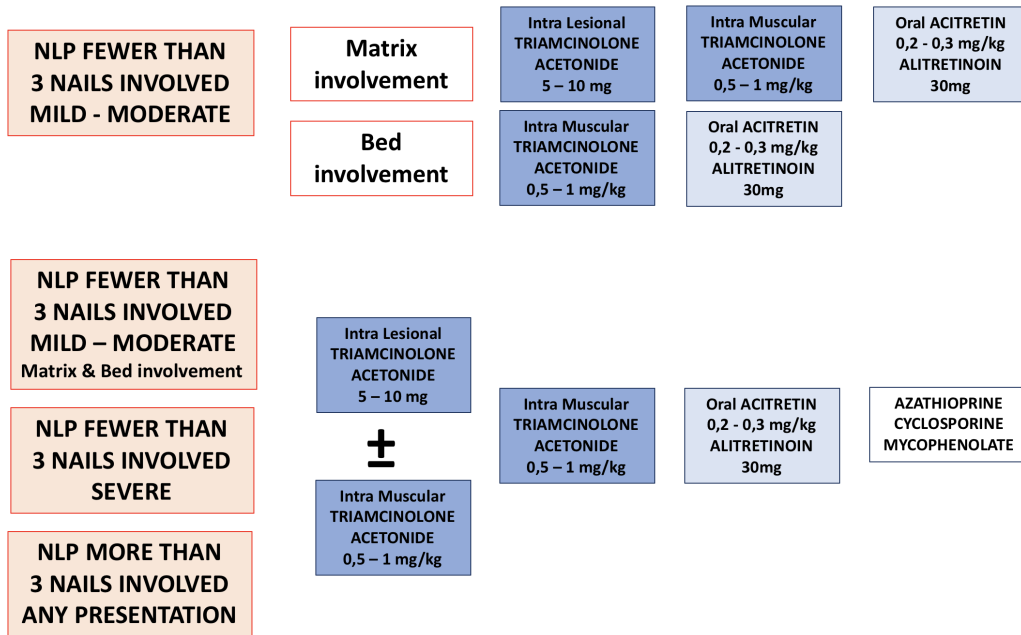 NLP FEWER THAN
3 NAILS INVOLVED
MILD - MODERATE
Matrix
involvement
Intra Lesional
TRIAMCINOLONE
ACETONIDE
5 – 10 mg
Intra Muscular
TRIAMCINOLONE
ACETONIDE
0,5 – 1 mg/kg
Oral ACITRETIN
0,2 - 0,3 mg/kg
ALITRETINOIN
30mg
Bed
involvement
Intra Muscular
TRIAMCINOLONE
ACETONIDE
0,5 – 1 mg/kg
Oral ACITRETIN
0,2 - 0,3 mg/kg
ALITRETINOIN
30mg
NLP FEWER THAN
3 NAILS INVOLVED
MILD – MODERATE
Matrix & Bed involvement
NLP FEWER THAN
3 NAILS INVOLVED
SEVERE
NLP MORE THAN
3 NAILS INVOLVED
ANY PRESENTATION
Intra Lesional
TRIAMCINOLONE
ACETONIDE
5 – 10 mg
±
Intra Muscular
TRIAMCINOLONE
ACETONIDE
0,5 – 1 mg/kg
Intra Muscular
TRIAMCINOLONE
ACETONIDE
0,5 – 1 mg/kg
Oral ACITRETIN
0,2 - 0,3 mg/kg
ALITRETINOIN
30mg
AZATHIOPRINE
CYCLOSPORINE
MYCOPHENOLATE